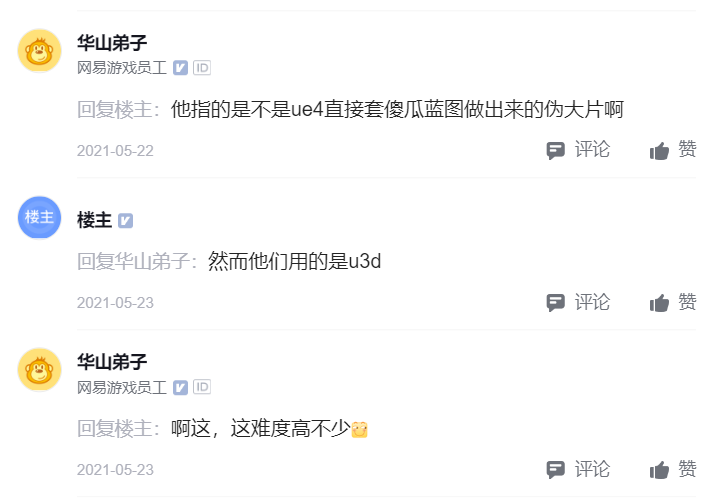 华山弟子
网易游戏员工 V ID
回复楼主：他指的是不是ue4直接套傻瓜蓝图做出来的伪大片啊
2021-05-22 评论 赞
楼主 楼主 V
回复华山弟子：然而他们用的是u3d
2021-05-23 评论 赞
华山弟子
网易游戏员工 V ID
回复楼主：啊这，这难度高不少
2021-05-23 评论 赞